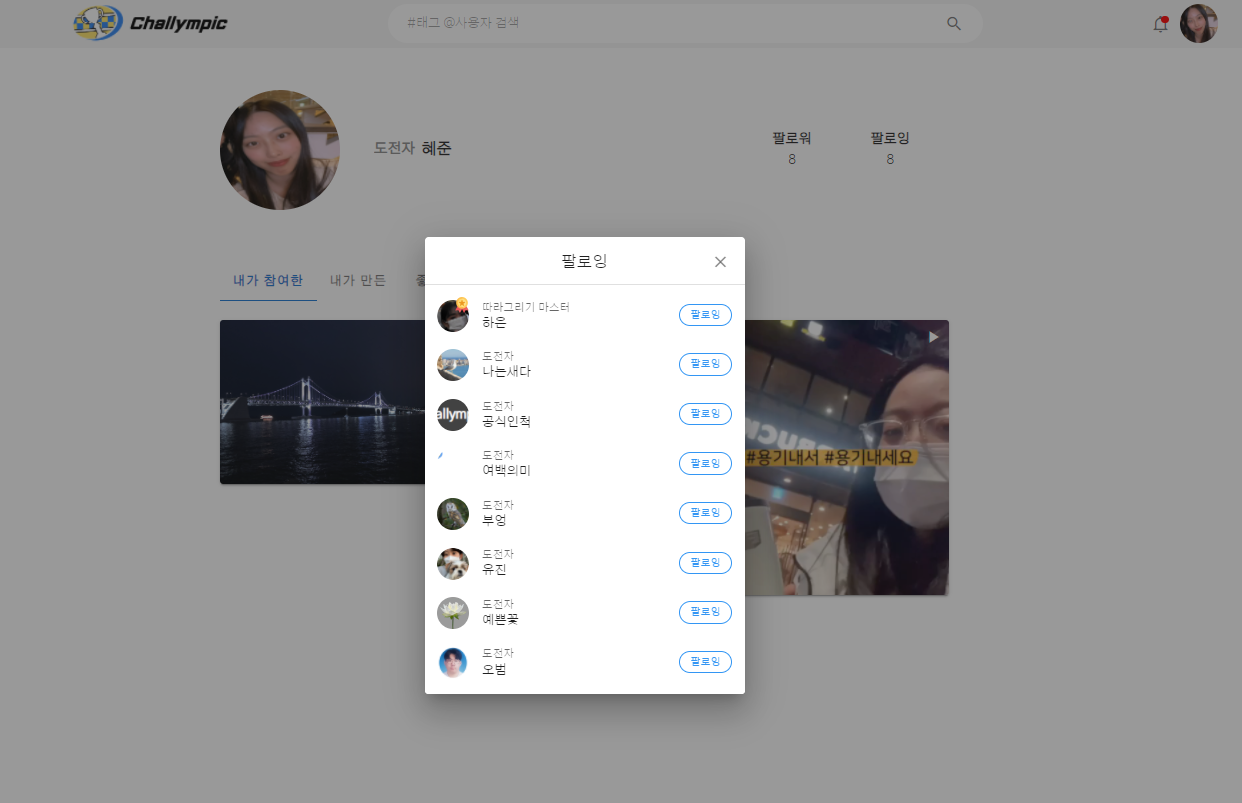 Challympic
#태그 @사용자 검색
도전자 혜준
팔로워
8
팔로잉
8
내가 참여한
내가 만든
팔로잉
따라그리기 마스터
하은
팔로잉
도전자
나는새다
팔로잉
allymp
도전자
공식인척
팔로잉
도전자
여백의미
팔로잉
도전자
부엉
팔로잉
도전자
유진
팔로잉
도전자
예쁜꽃
팔로잉
도전자
오범
팔로잉
#용기내서 #용기내세요